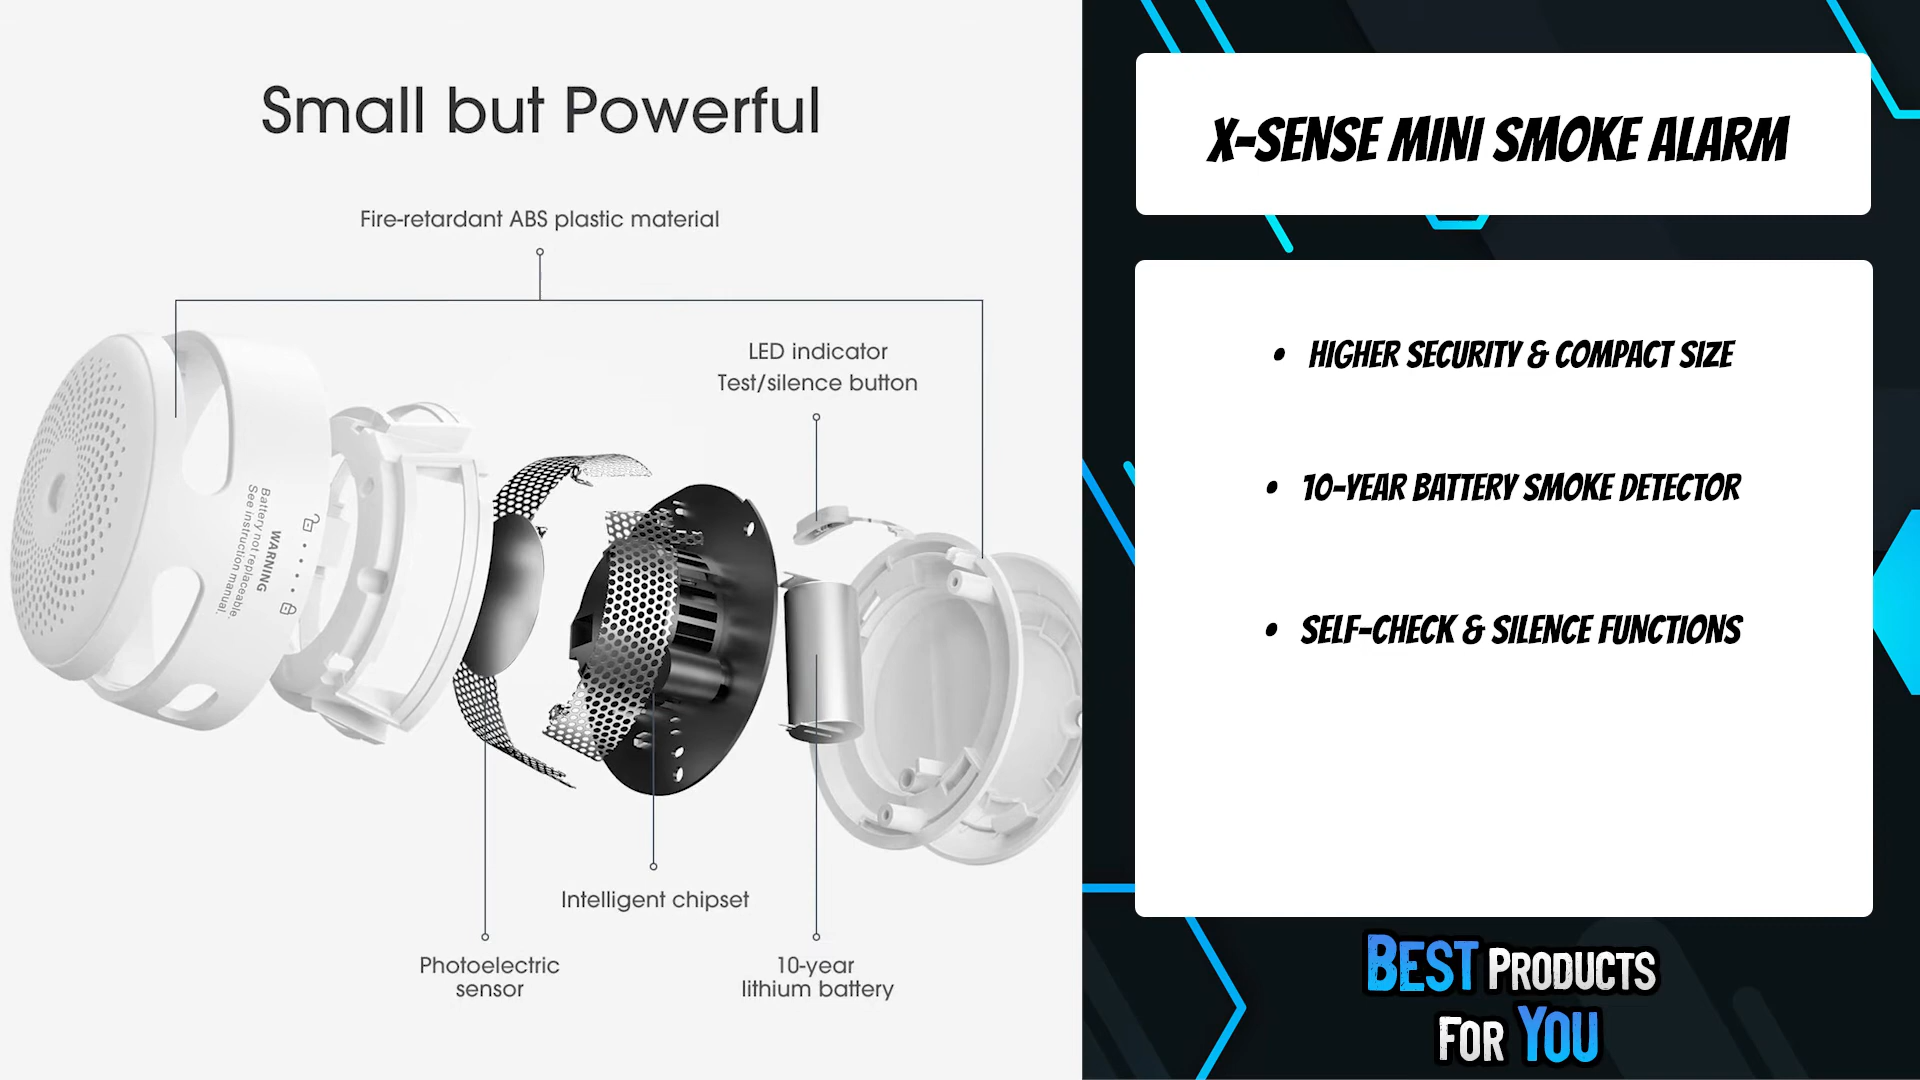 Small but Powerful
Fire-retardant ABS plastic material
LED indicator
Test/silence button
WARNING
Battery not replaceable.
See instruction manual.
Intelligent chipset
Photoelectric
sensor
10-year
lithium battery
X-SENSE MINI SMOKE ALARM
• HIGHER SECURITY & COMPACT SIZE
• 10-YEAR BATTERY SMOKE DETECTOR
• SELF-CHECK & SILENCE FUNCTIONS
BEST PRODUCTS
FOR YOU